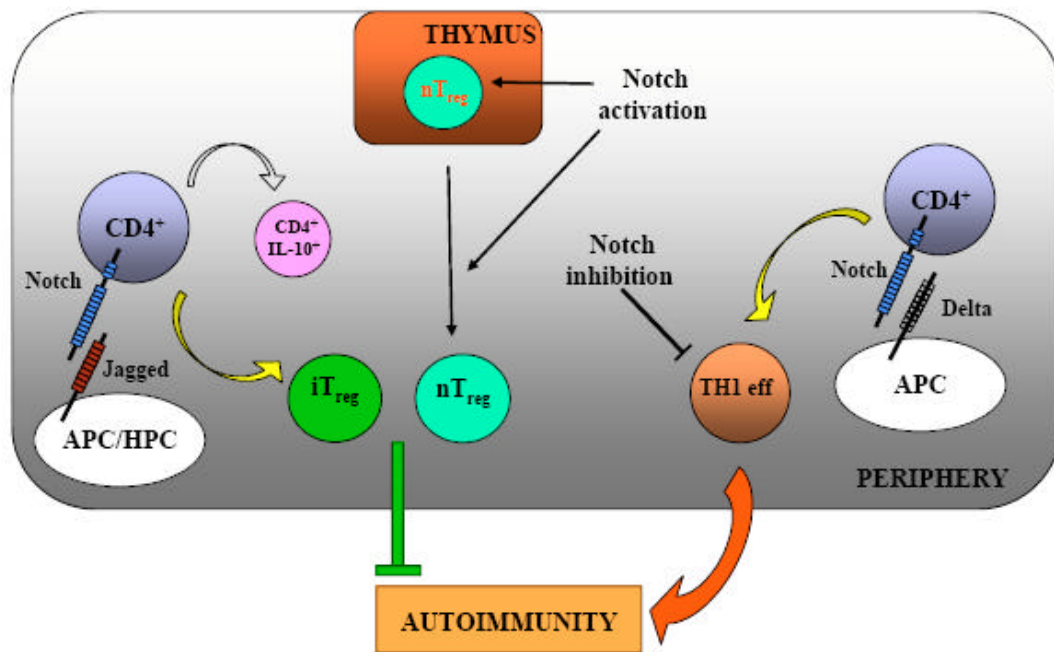 THYMUS
nTreg
Notch
activation
CD4+
CD4+
IL-10+
Notch
Jagged
APC/HPC
iTreg
nTreg
Notch
inhibition
TH1 eff
CD4+
Notch
Delta
APC
PERIPHERY
AUTOIMMUNITY